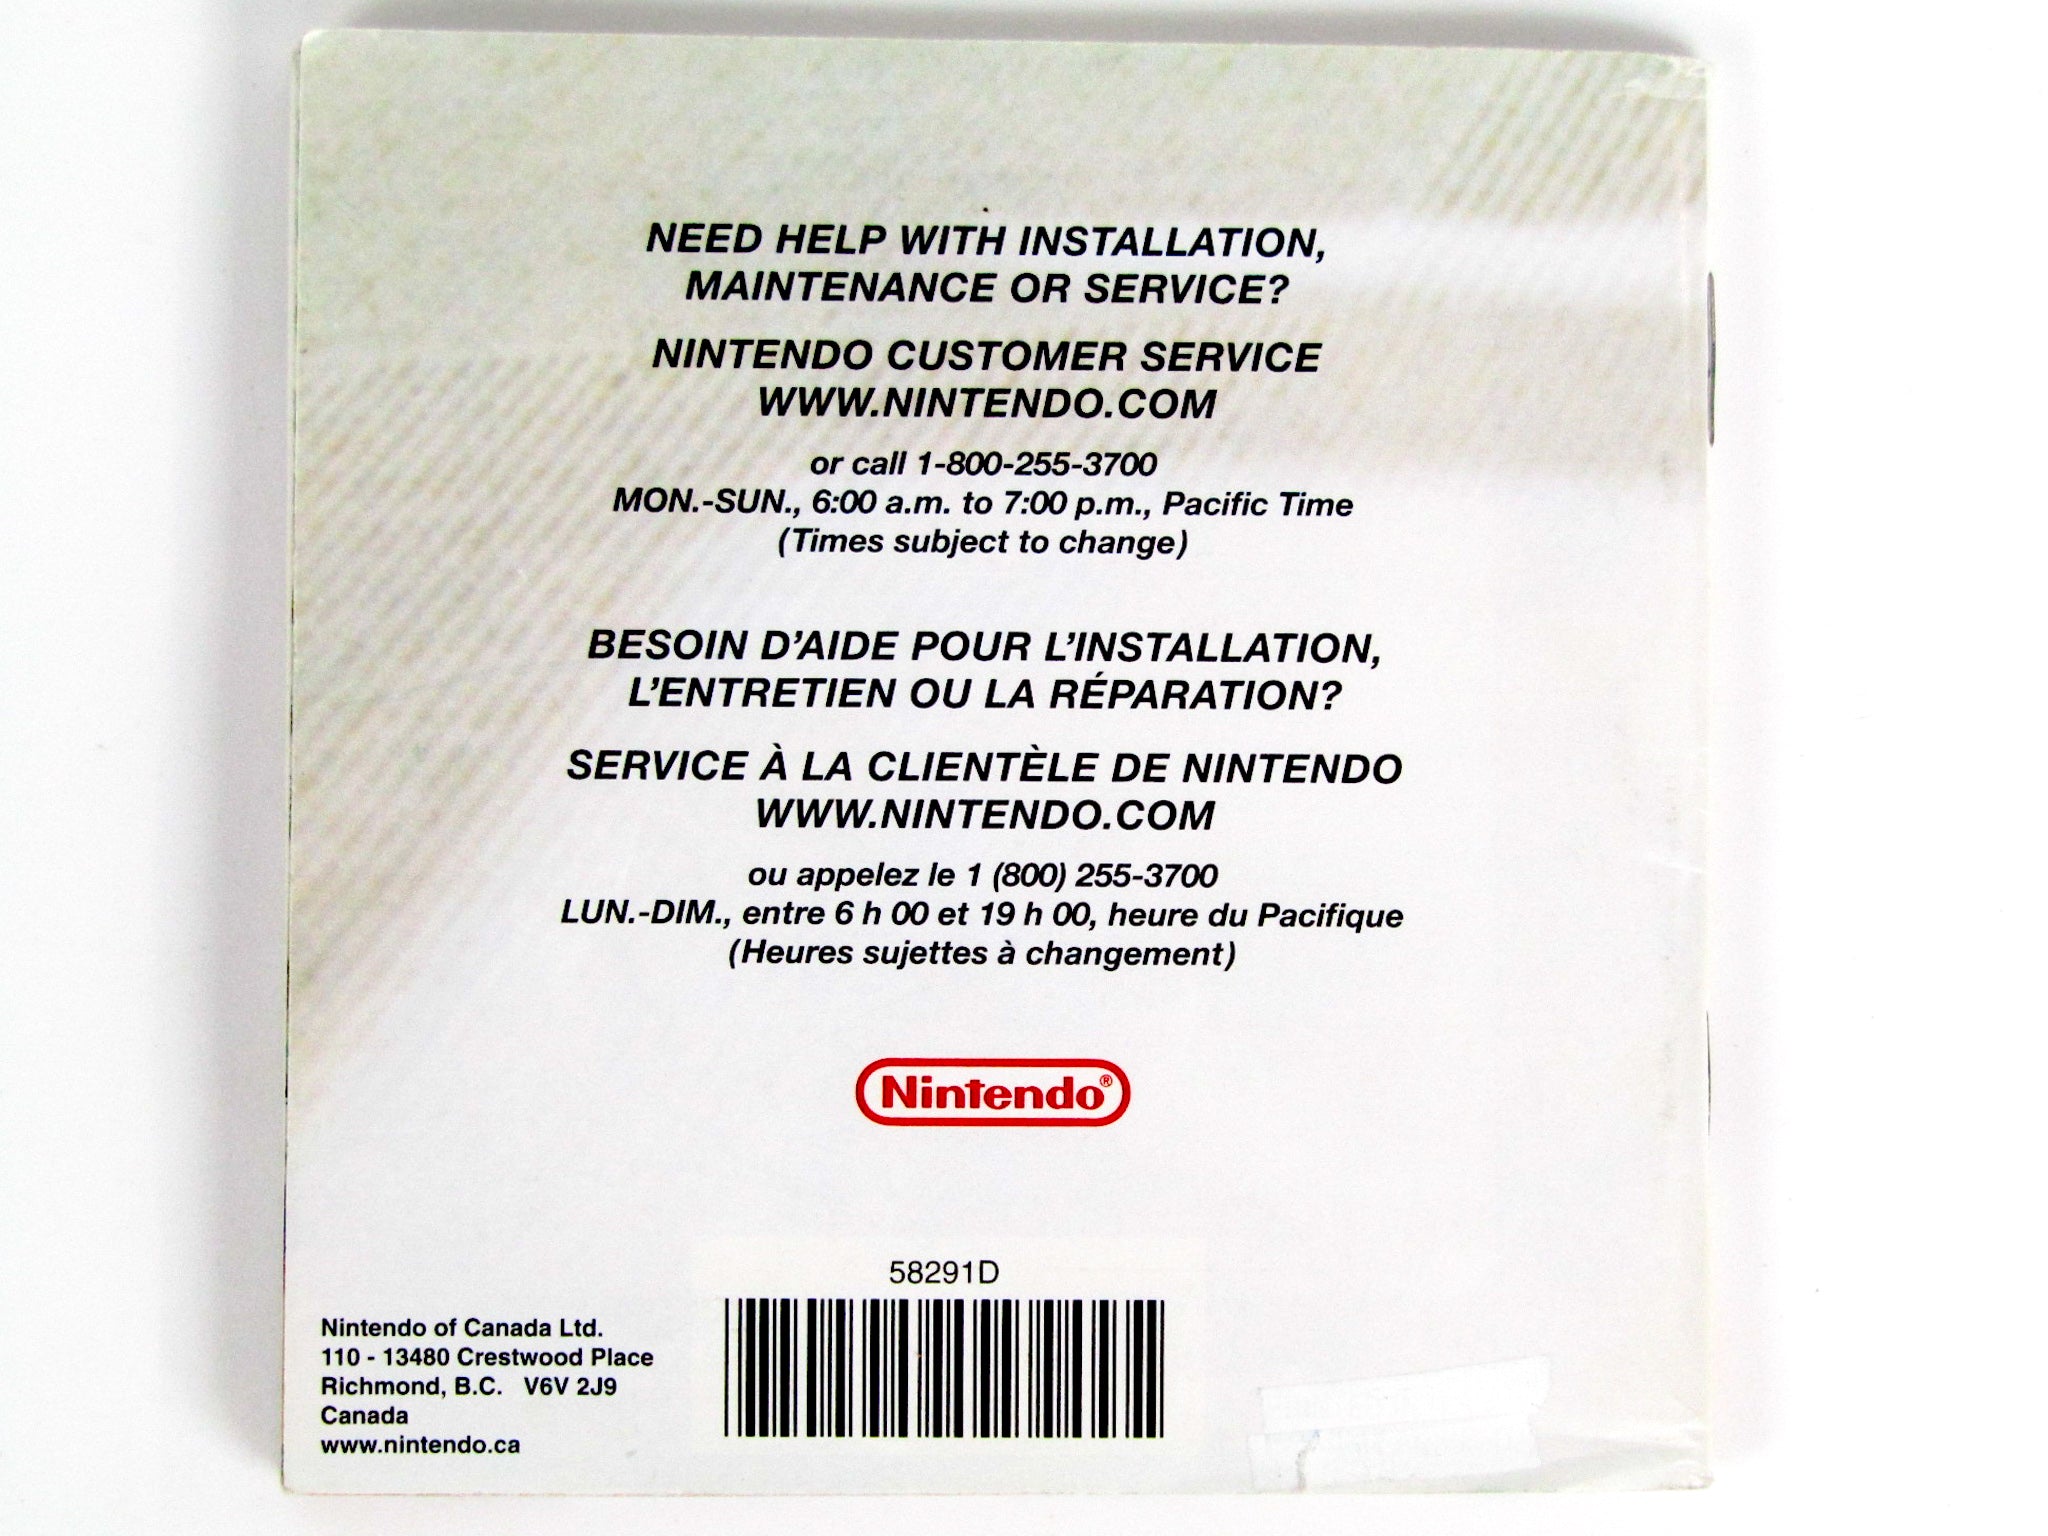 NEED HELP WITH INSTALLATION,
MAINTENANCE OR SERVICE?
NINTENDO CUSTOMER SERVICE
WWW.NINTENDO.COM
or call 1-800-255-3700
MON.-SUN., 6:00 a.m. to 7:00 p.m., Pacific Time
(Times subject to change)
BESOIN D'AIDE POUR L'INSTALLATION,
L'ENTRETIEN OU LA RÉPARATION?
SERVICE À LA CLIENTÈLE DE NINTENDO
WWW.NINTENDO.COM
ou appelez le 1 (800) 255-3700
LUN.-DIM., entre 6 h 00 et 19 h 00, heure du Pacifique
(Heures sujettes à changement)
Nintendo®
58291D
Nintendo of Canada Ltd.
110 - 13480 Crestwood Place
Richmond, B.C. V6V 2J9
Canada
www.nintendo.ca